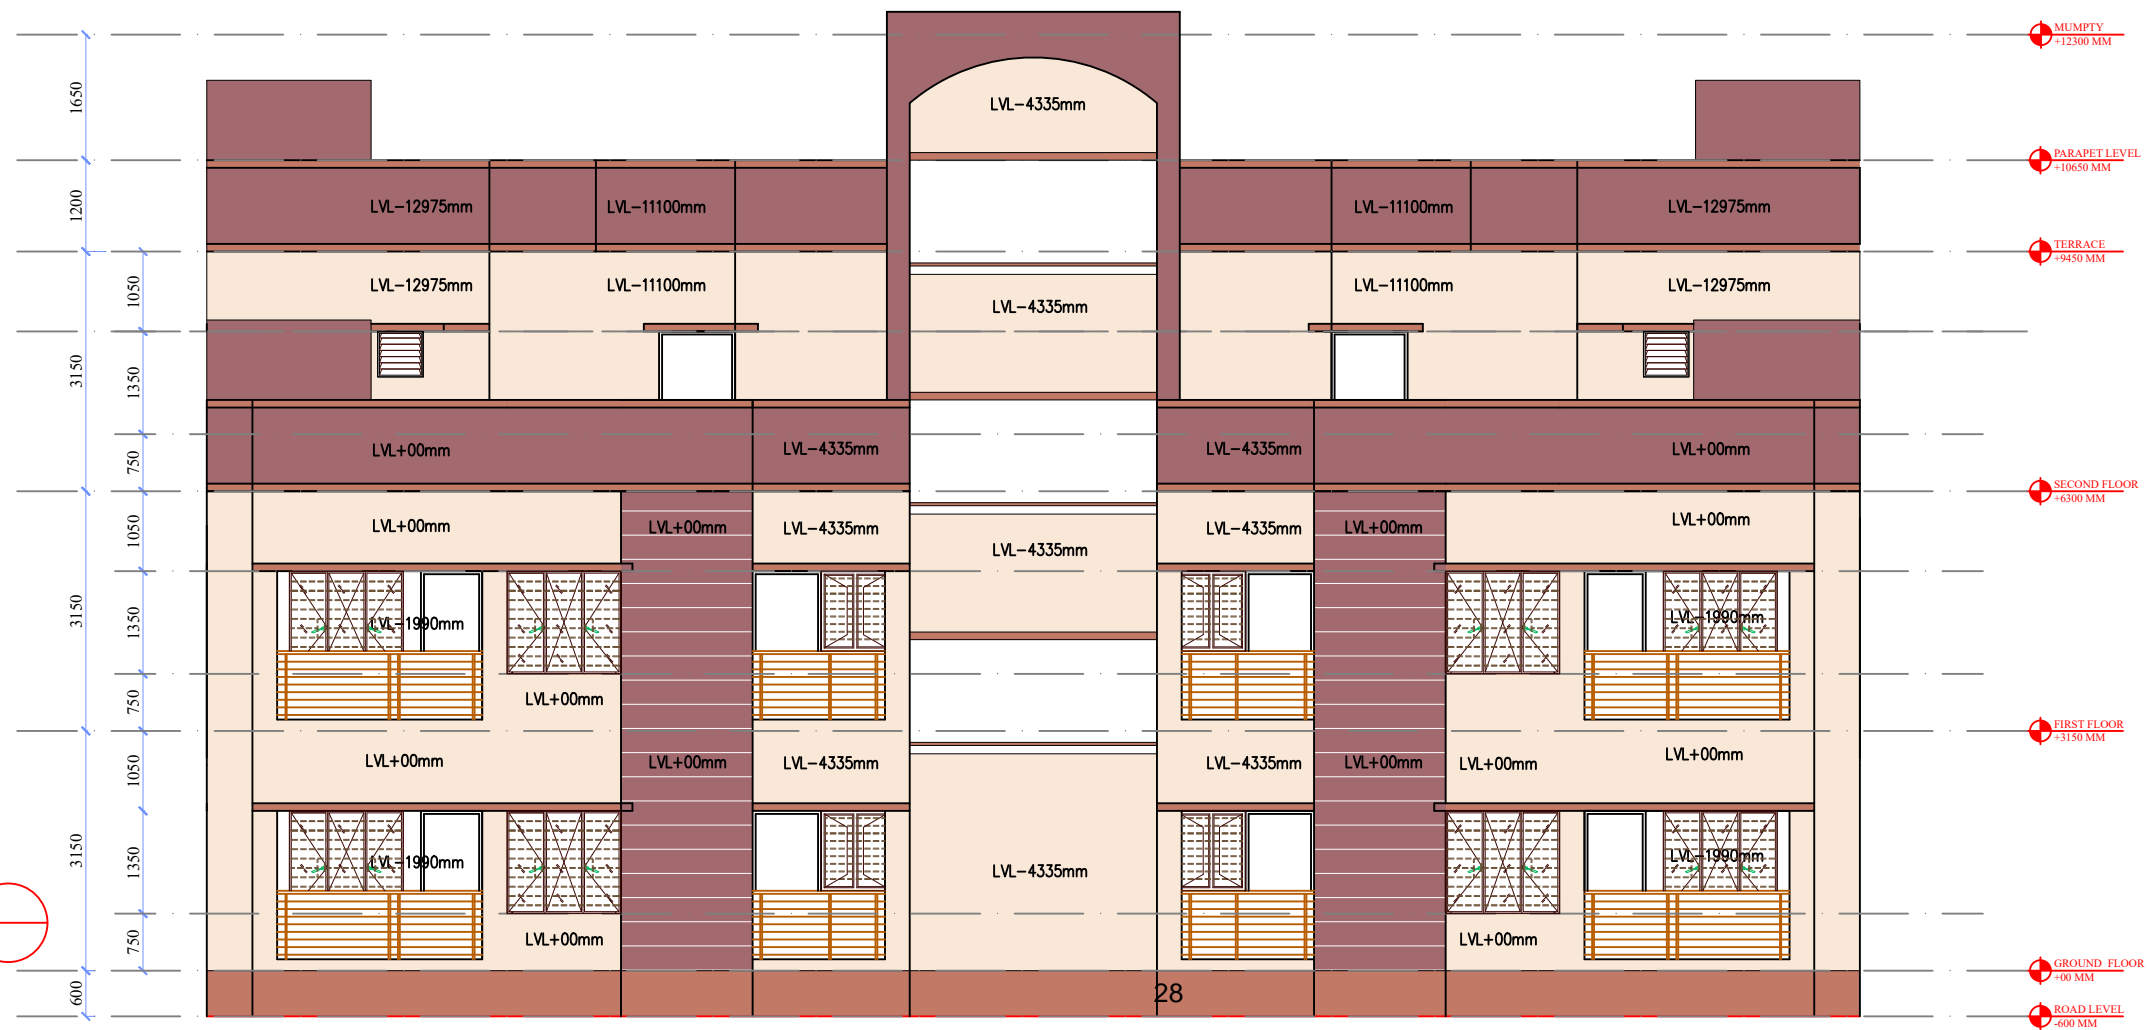 MUMPTY
+12300 MM
1650
LVL-4335mm
PARAPET LEVEL
+10650 MM
1200
LVL-12975mm
LVL-11100mm
LVL-11100mm
LVL-12975mm
TERRACE
+9450 MM
1050
LVL-12975mm
LVL-11100mm
LVL-4335mm
LVL-11100mm
LVL-12975mm
3150
1350
750
LVL+00mm
LVL-4335mm
LVL-4335mm
LVL+00mm
SECOND FLOOR
+6300 MM
1050
LVL+00mm
LVL+00mm
LVL-4335mm
LVL-4335mm
LVL-4335mm
LVL+00mm
LVL+00mm
3150
1350
LVL-1990mm
LVL-1990mm
750
LVL+00mm
FIRST FLOOR
+3150 MM
1050
LVL+00mm
LVL+00mm
LVL-4335mm
LVL-4335mm
LVL+00mm
LVL+00mm
LVL+00mm
3150
1350
LVL-1990mm
LVL-4335mm
LVL-1990mm
750
LVL+00mm
LVL+00mm
GROUND FLOOR
+00 MM
600
28
ROAD LEVEL
-600 MM